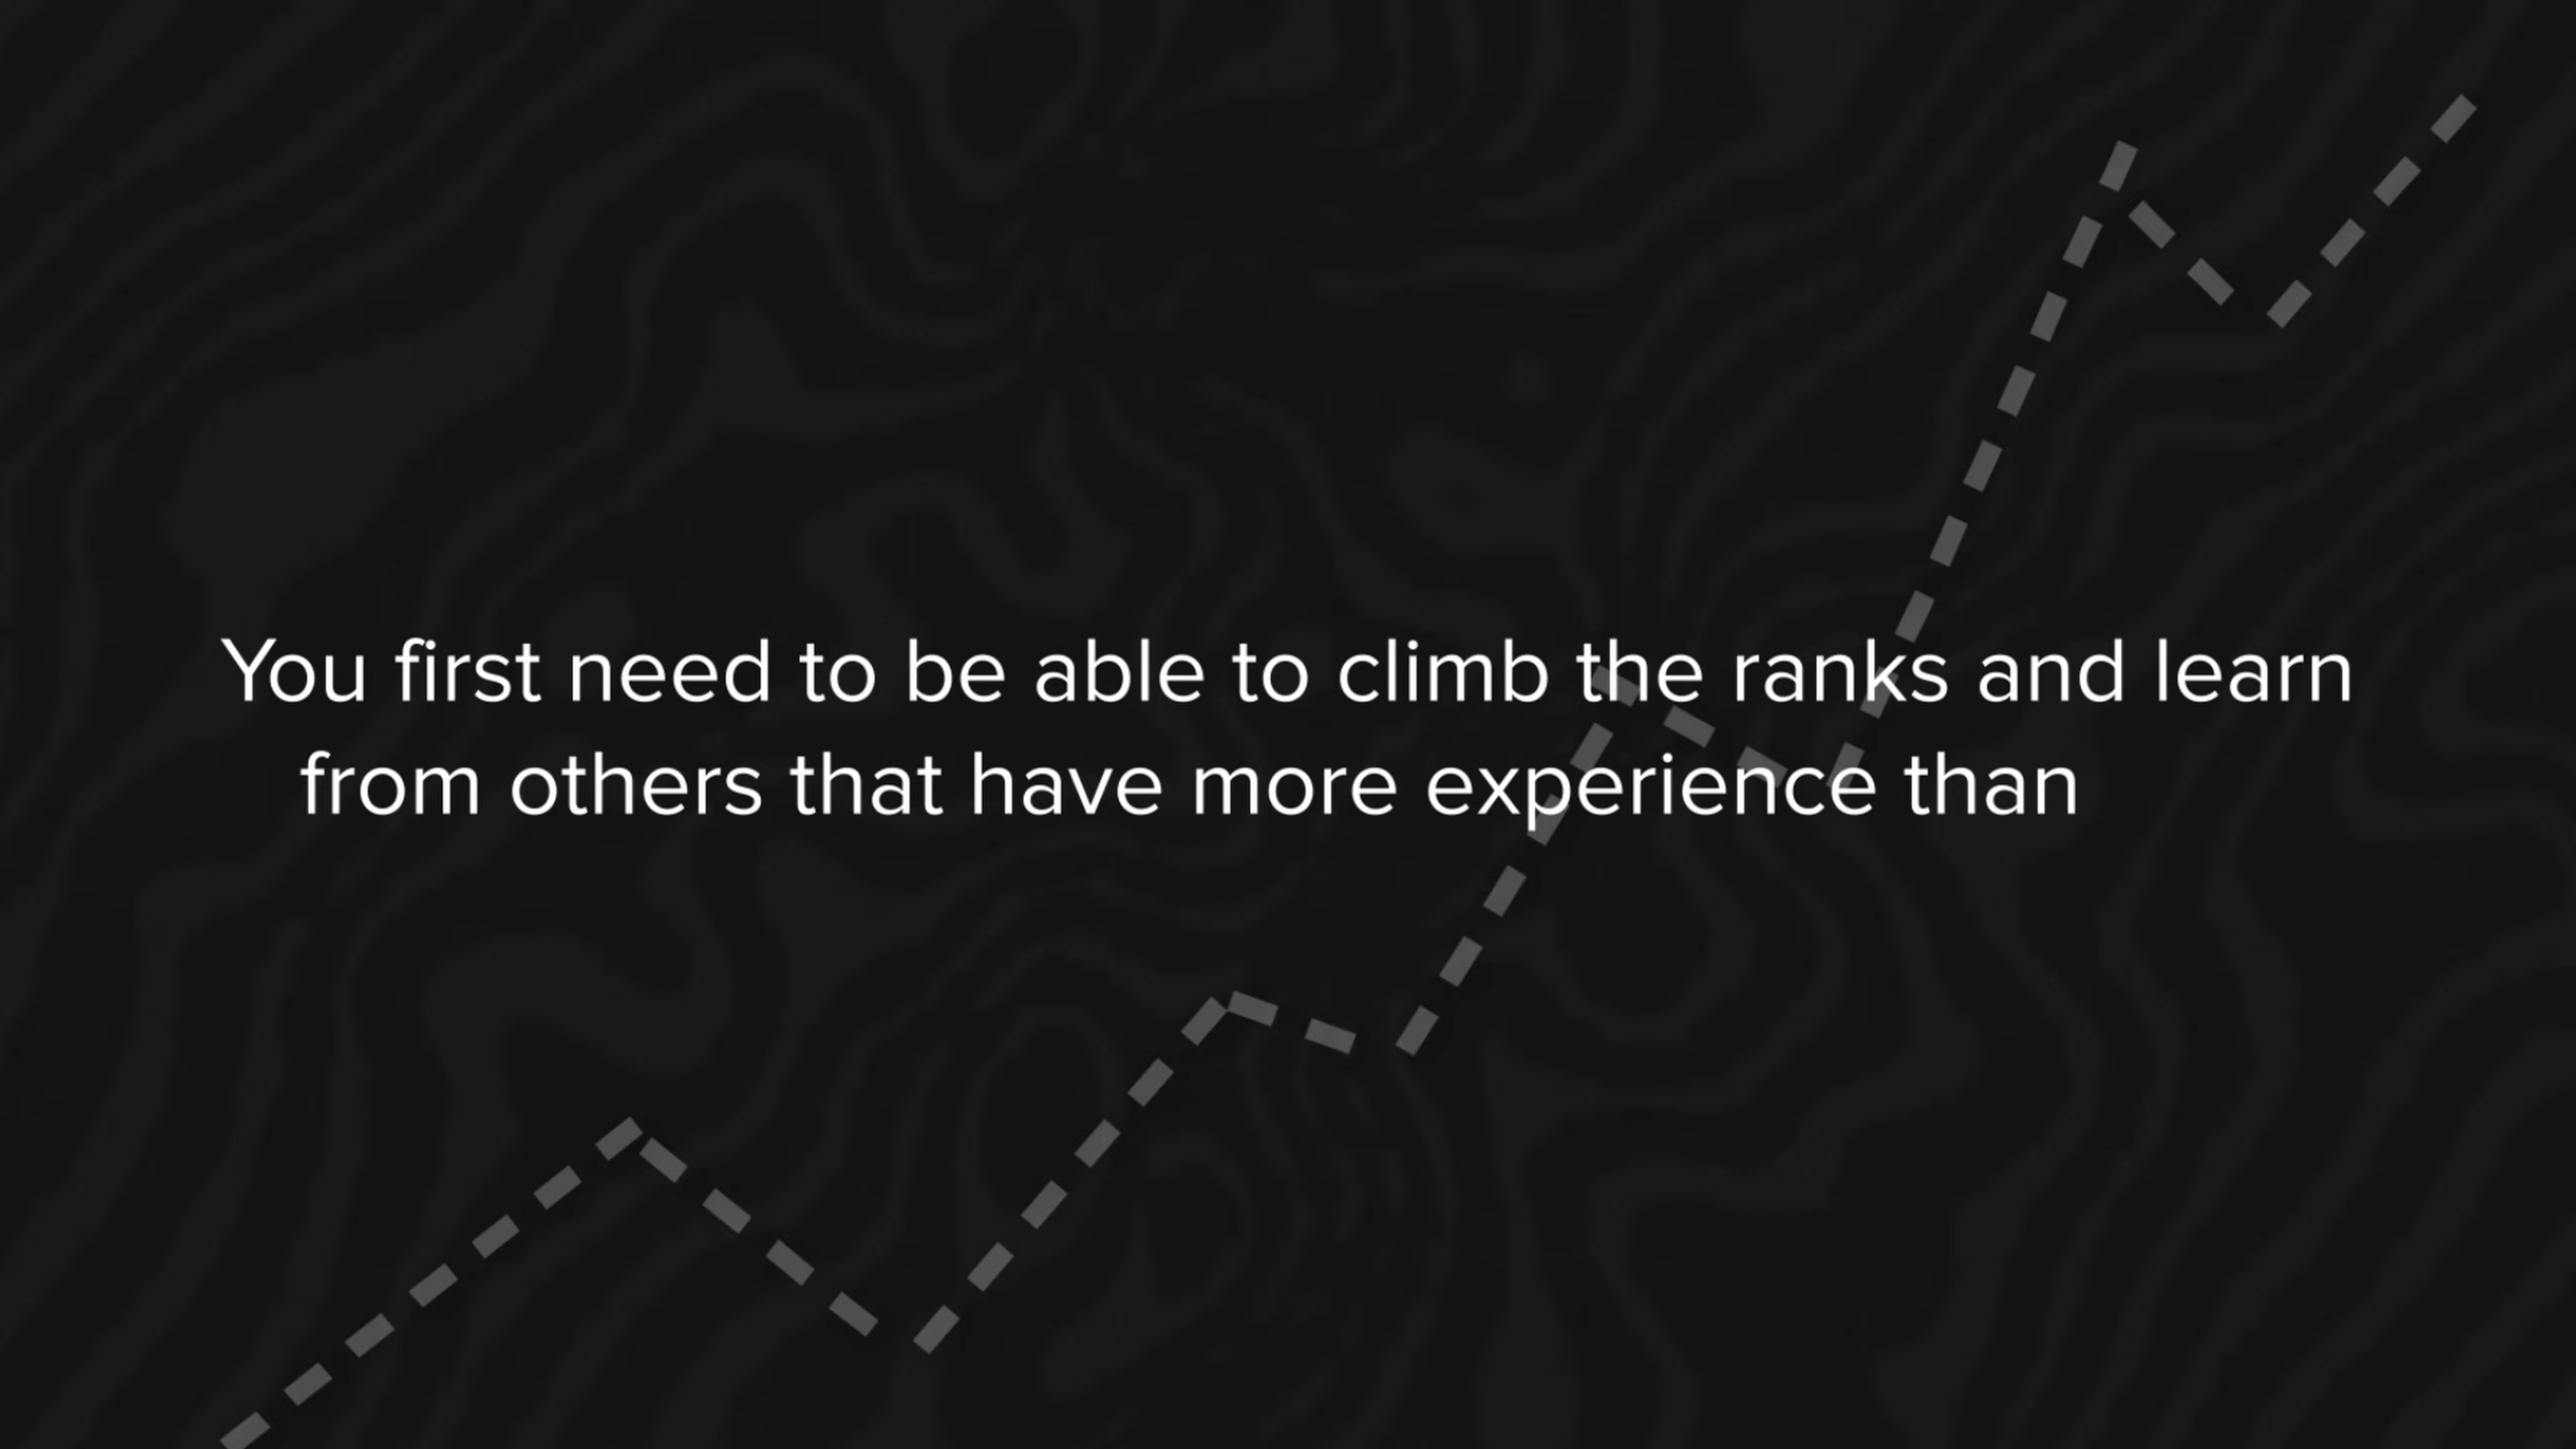 You first need to be able to climb the ranks and learn
from others that have more experience than